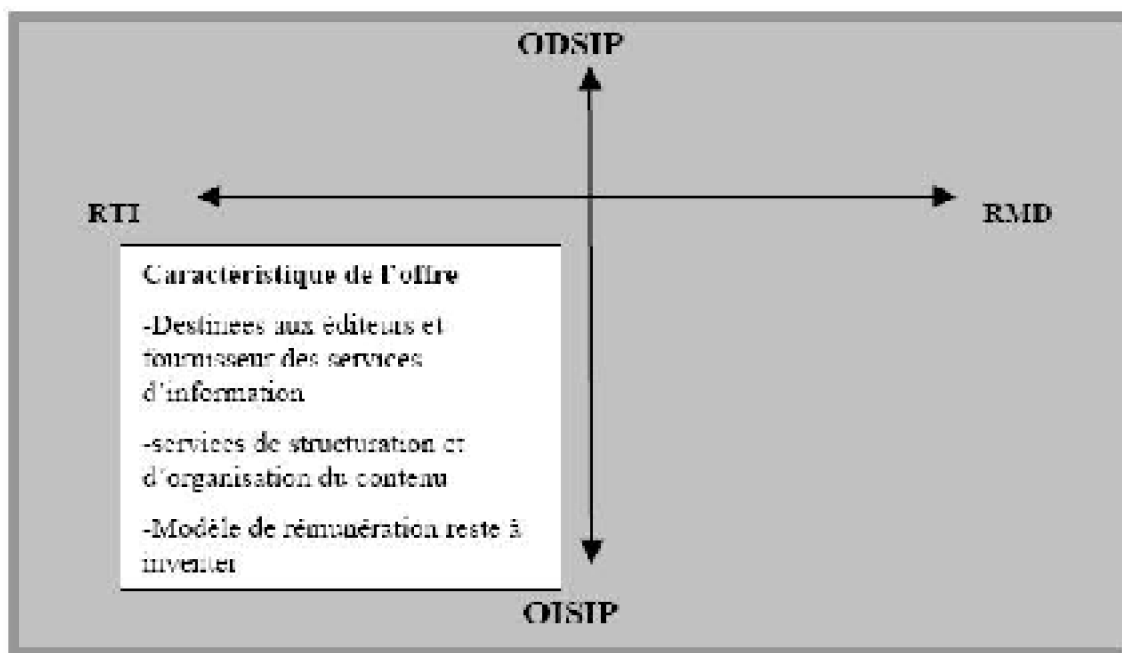 ODSIP
RTI
RMD
Caractéristique de l'offre
-Destinées aux éditeurs et
fournisseur des services
d'information
-services de structuration et
d'organisation du contenu
-Modèle de rémunération reste à
inventer
OISIP